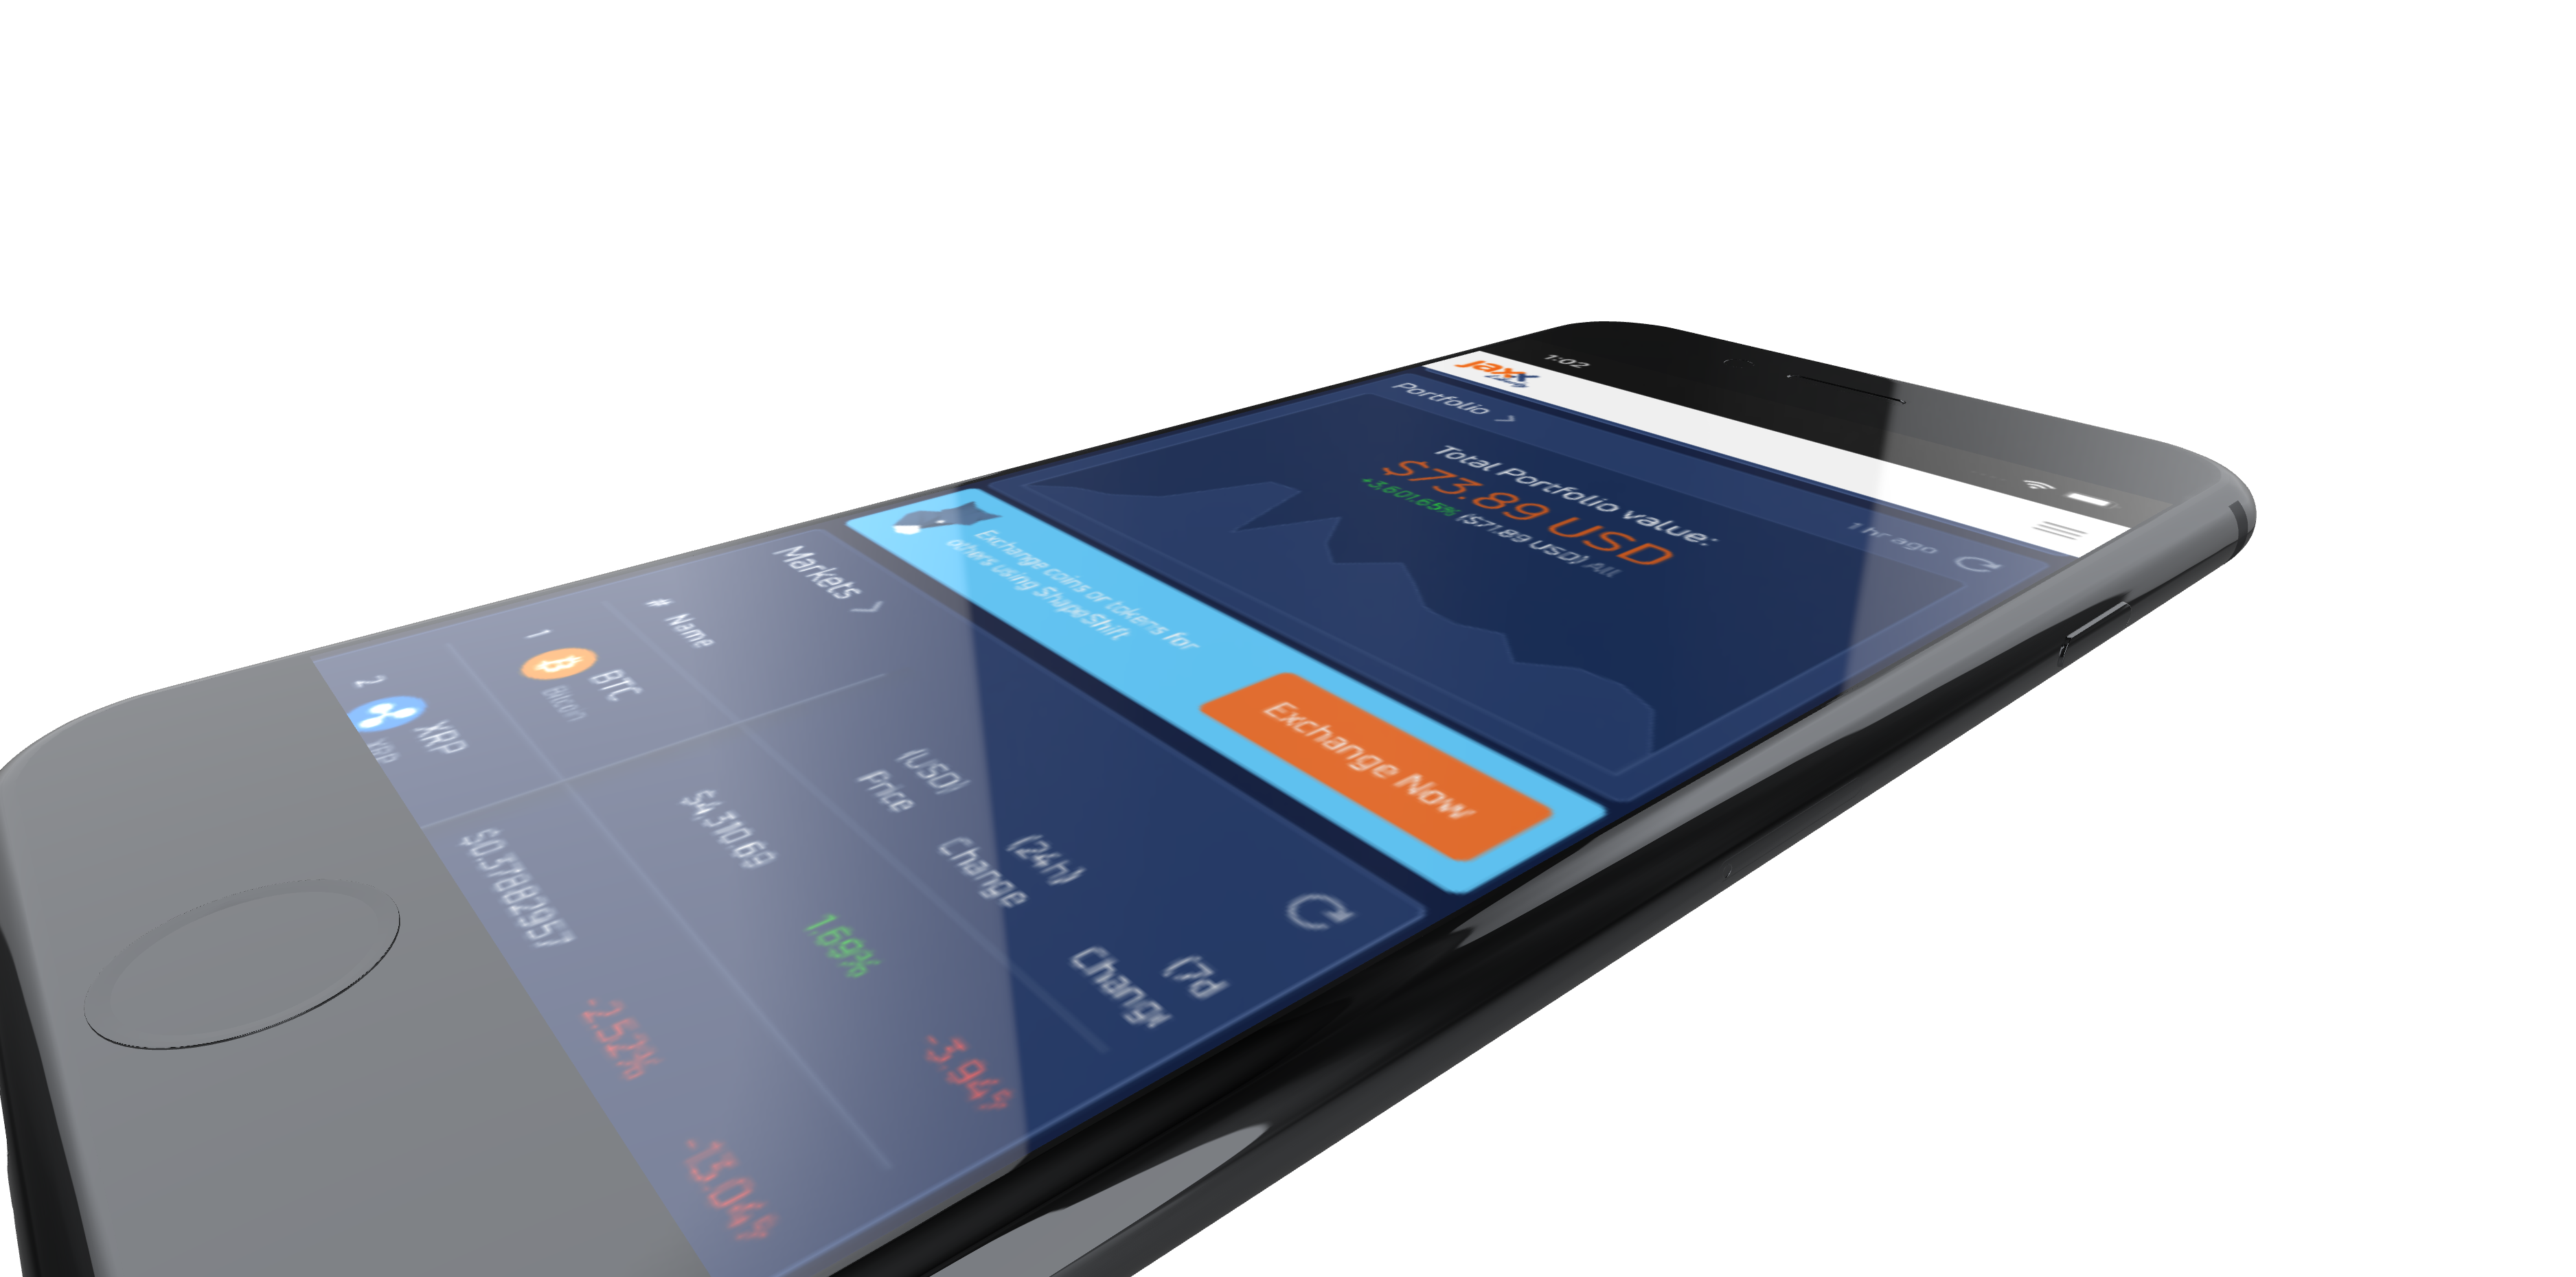 1:02
jaxx
Liberty
Portfolio
1 hr ago
Total Portfolio value:
$73.89 USD
+3,601.65% ($71.89 USD) All
Exchange coins or tokens for
others using ShapeShift
Exchange Now
Markets
# Name Price (USD) Change (24h) Change (7d
1 BTC Bitcoin $4,310.69 1.69% -3.94%
2 XRP XRP $0.37882957 -2.52% -13.04%